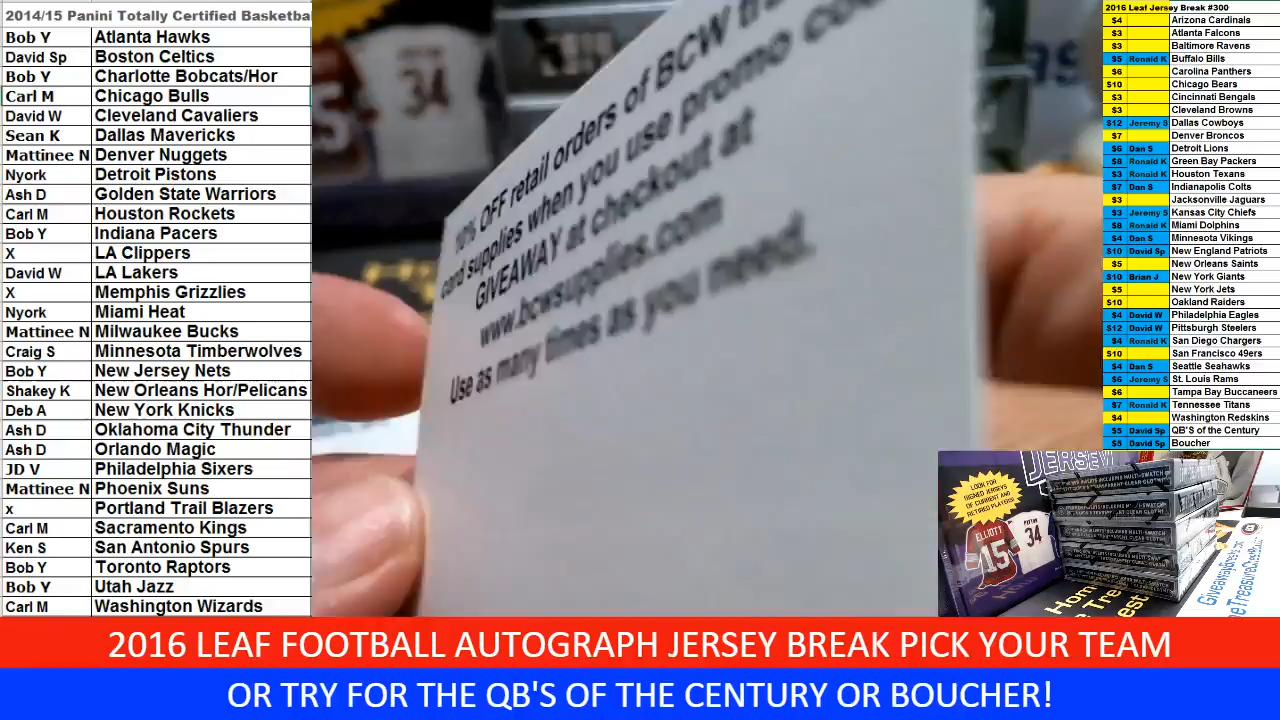 2014/15 Panini Totally Certified Basketba
Bob Y Atlanta Hawks
David Sp Boston Celtics
Bob Y Charlotte Bobcats/Hor
Carl M Chicago Bulls
David W Cleveland Cavaliers
Sean K Dallas Mavericks
Mattinee N Denver Nuggets
Nyork Detroit Pistons
Ash D Golden State Warriors
Carl M Houston Rockets
Bob Y Indiana Pacers
X LA Clippers
David W LA Lakers
X Memphis Grizzlies
Nyork Miami Heat
Mattinee N Milwaukee Bucks
Craig S Minnesota Timberwolves
Bob Y New Jersey Nets
Shakey K New Orleans Hor/Pelicans
Deb A New York Knicks
Ash D Oklahoma City Thunder
Ash D Orlando Magic
JD V Philadelphia Sixers
Mattinee N Phoenix Suns
x Portland Trail Blazers
Carl M Sacramento Kings
Ken S San Antonio Spurs
Bob Y Toronto Raptors
Bob Y Utah Jazz
Carl M Washington Wizards
34
OFF retail orders of BCW
card supplies when you use promo
GIVEAWAY at checkout at
www.bcwsupplies.com
Use as many times as you need.
2016 Leaf Jersey Break #300
$4 Arizona Cardinals
$3 Atlanta Falcons
$3 Baltimore Ravens
$5 Ronald K Buffalo Bills
$6 Carolina Panthers
$10 Chicago Bears
$3 Cincinnati Bengals
$3 Cleveland Browns
$12 Jeremy S Dallas Cowboys
$7 Denver Broncos
$6 Dan S Detroit Lions
$8 Ronald K Green Bay Packers
$3 Ronald K Houston Texans
$7 Dan S Indianapolis Colts
$3 Jacksonville Jaguars
$3 Jeremy S Kansas City Chiefs
$8 Ronald K Miami Dolphins
$4 Dan S Minnesota Vikings
$10 David Sp New England Patriots
$5 New Orleans Saints
$10 Brian J New York Giants
$5 New York Jets
$10 Oakland Raiders
$4 David W Philadelphia Eagles
$12 David W Pittsburgh Steelers
$4 Ronald K San Diego Chargers
$10 San Francisco 49ers
$4 Dan S Seattle Seahawks
$6 Jeremy S St. Louis Rams
$6 Tampa Bay Buccaneers
$7 Ronald K Tennessee Titans
$4 Washington Redskins
$5 David Sp QB'S of the Century
$5 David Sp Boucher
JERSEY
LOOK FOR
SIGNED JERSEYS
OF CURRENT AND
RETIRED PLAYERS!
ELLIOTT
15
34
2016 LEAF FOOTBALL AUTOGRAPH JERSEY BREAK PICK YOUR TEAM
OR TRY FOR THE QB'S OF THE CENTURY OR BOUCHER!